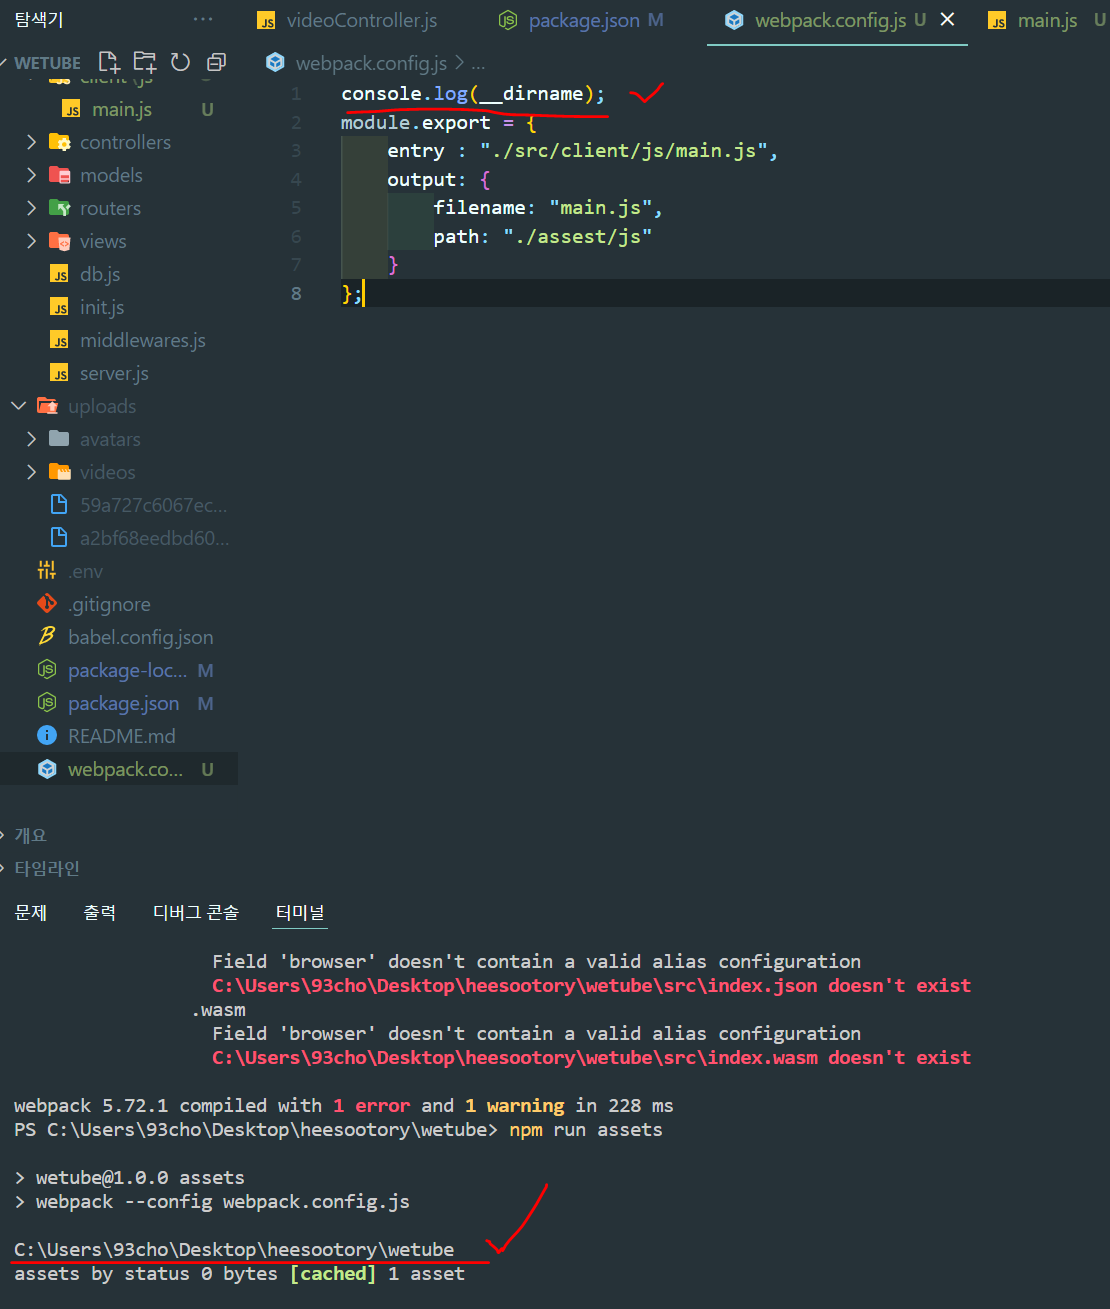 탐색기 ...
videoController.js
package.json M
webpack.config.js U
main.js U
WETUBE
webpack.config.js > ...
client\js
main.js U
controllers
models
routers
views
db.js
init.js
middlewares.js
server.js
uploads
avatars
videos
59a727c6067ec...
a2bf68eedbd60...
.env
.gitignore
babel.config.json
package-loc... M
package.json M
README.md
webpack.co... U
개요
타임라인
1 console.log(__dirname);
2 module.export = {
3 entry : "./src/client/js/main.js",
4 output: {
5 filename: "main.js",
6 path: "./assest/js"
7 }
8 };
문제 출력 디버그 콘솔 터미널
Field 'browser' doesn't contain a valid alias configuration
C:\Users\93cho\Desktop\heesootory\wetube\src\index.json doesn't exist
.wasm
Field 'browser' doesn't contain a valid alias configuration
C:\Users\93cho\Desktop\heesootory\wetube\src\index.wasm doesn't exist
webpack 5.72.1 compiled with 1 error and 1 warning in 228 ms
PS C:\Users\93cho\Desktop\heesootory\wetube> npm run assets
> wetube@1.0.0 assets
> webpack --config webpack.config.js
C:\Users\93cho\Desktop\heesootory\wetube
assets by status 0 bytes [cached] 1 asset